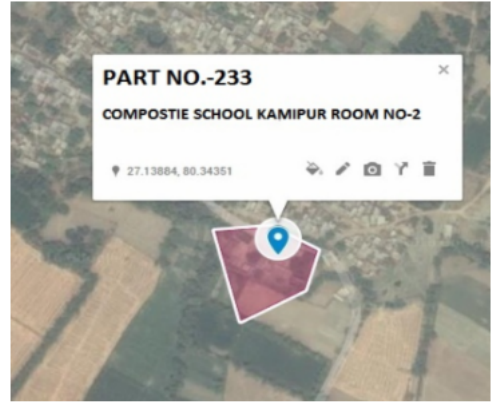 PART NO.-233
COMPOSTIE SCHOOL KAMIPUR ROOM NO-2
27.13884, 80.34351